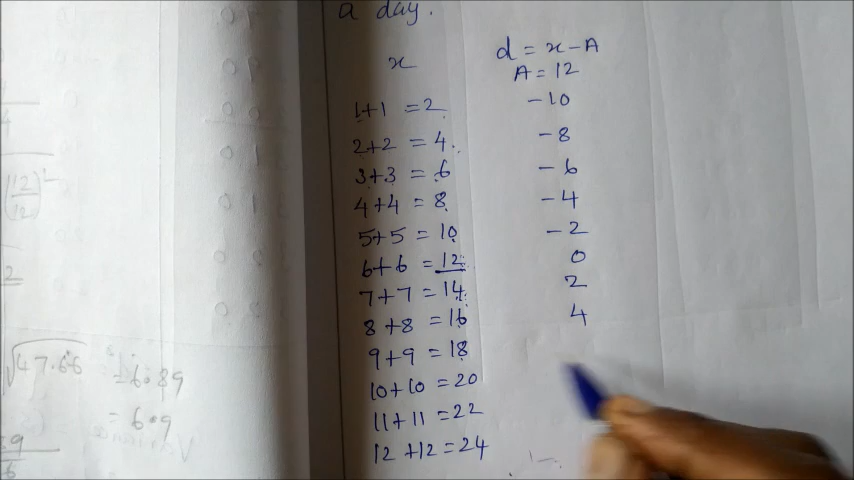 a day.
x d = x - A
A = 12
1+1 = 2 -10
2+2 = 4 -8
3+3 = 6 -6
4+4 = 8 -4
5+5 = 10 -2
6+6 = 12 0
7+7 = 14 2
8+8 = 16 4
9+9 = 18
10+10 = 20
11+11 = 22
12+12 = 24
√47.66 = 6.89
= 6.9